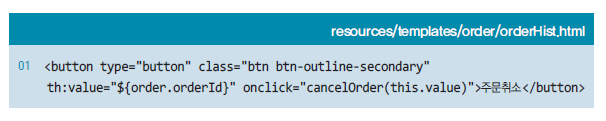 resources/templates/order/orderHist.html
01 <button type="button" class="btn btn-outline-secondary"
th:value="${order.orderId}" onclick="cancelOrder(this.value)">주문취소</button>